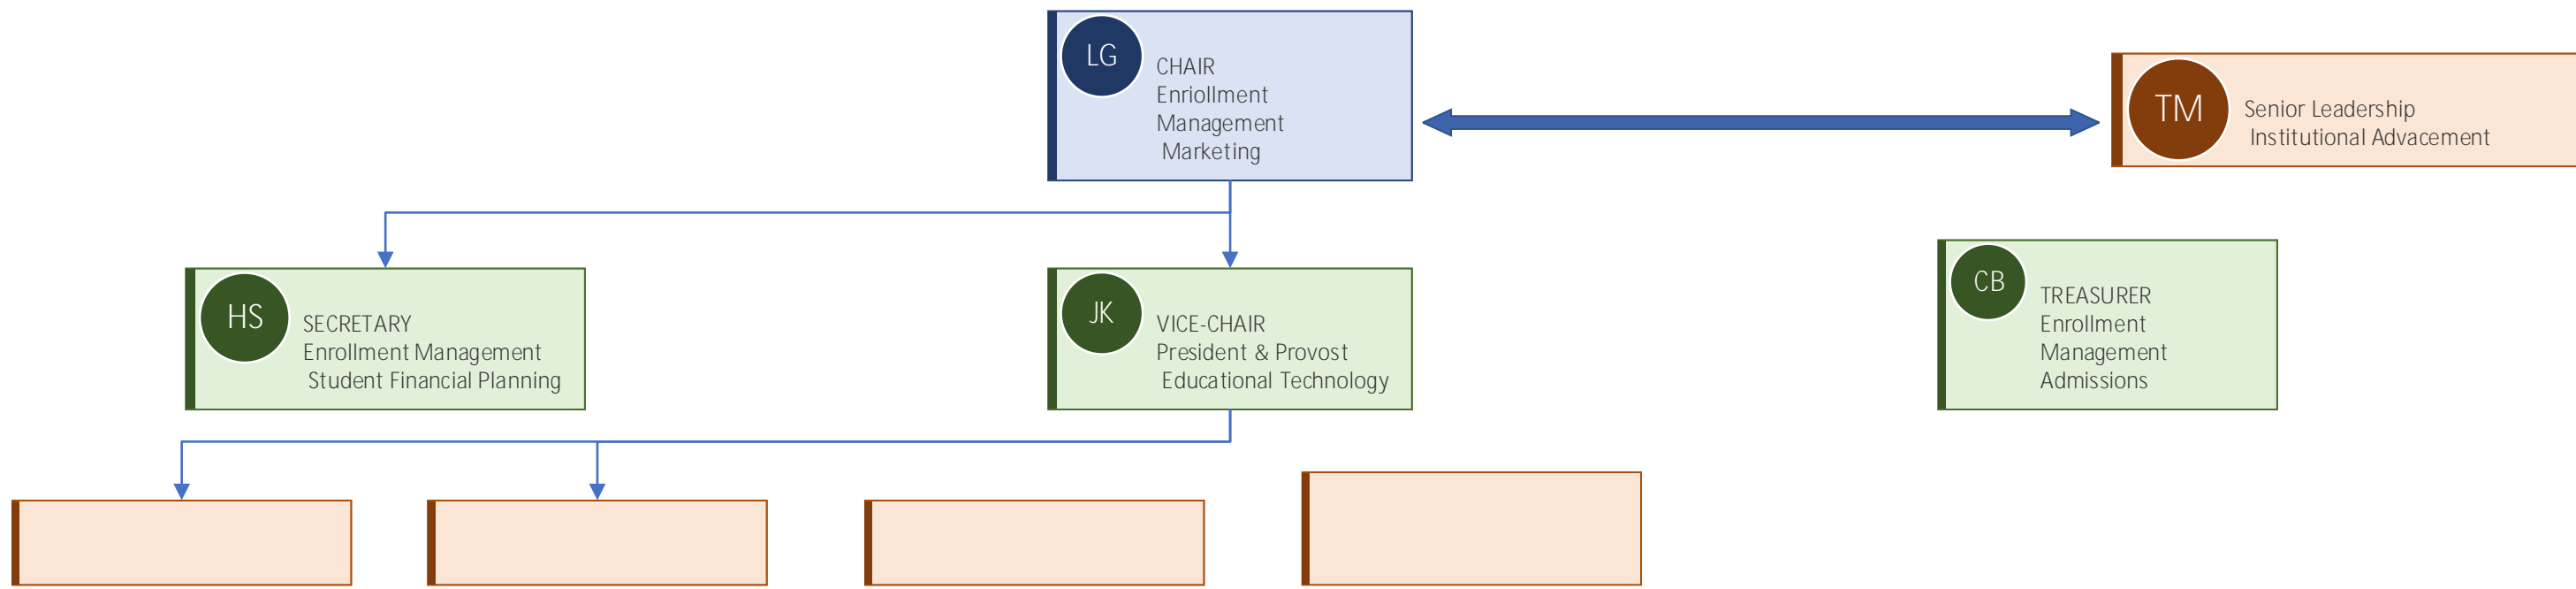 LG
CHAIR
Enriollment
Management
Marketing
TM
Senior Leadership
Institutional Advacement
HS
SECRETARY
Enrollment Management
Student Financial Planning
JK
VICE-CHAIR
President & Provost
Educational Technology
CB
TREASURER
Enrollment
Management
Admissions